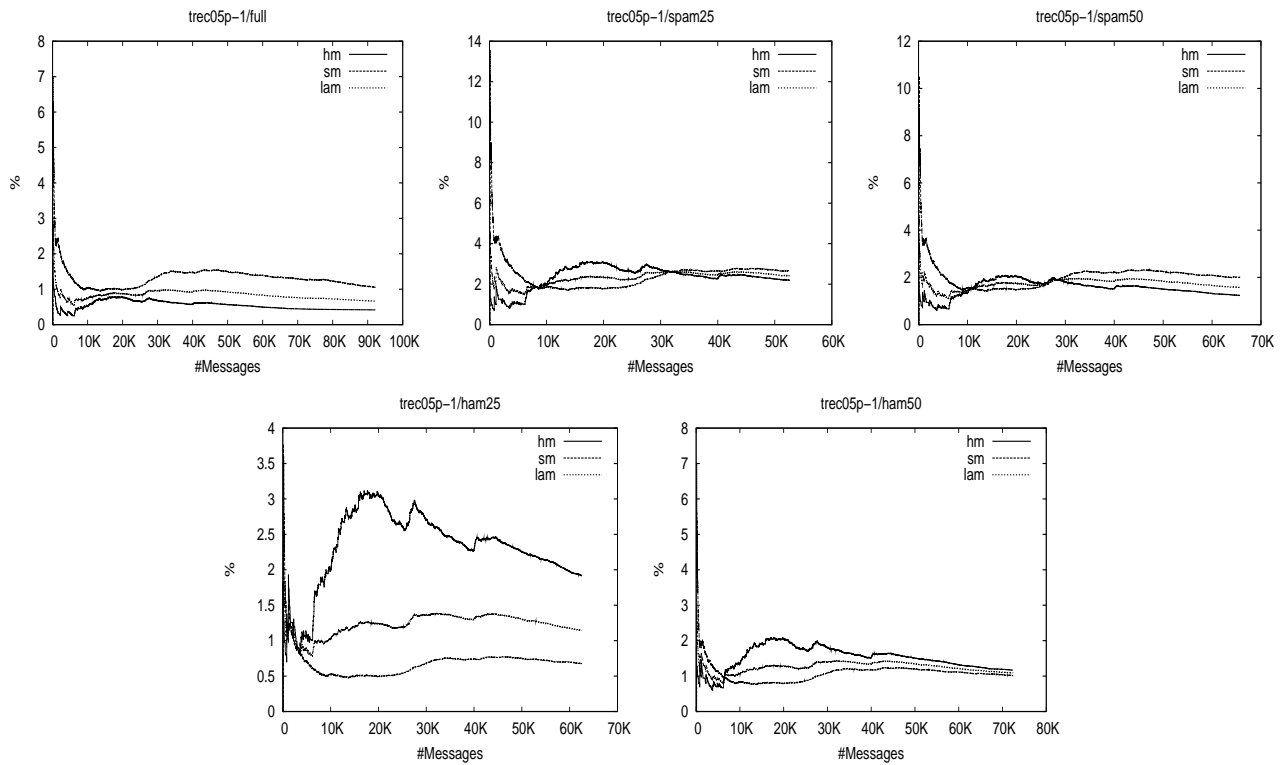 trec05p−1/full
8
7
6
5
4
3
2
1
0
%
hm
sm
lam
0 10K 20K 30K 40K 50K 60K 70K 80K 90K 100K
#Messages
trec05p−1/spam25
14
12
10
8
6
4
2
0
%
hm
sm
lam
0 10K 20K 30K 40K 50K 60K
#Messages
trec05p−1/spam50
12
10
8
6
4
2
0
%
hm
sm
lam
0 10K 20K 30K 40K 50K 60K 70K
#Messages
trec05p−1/ham25
4
3.5
3
2.5
2
1.5
1
0.5
0
%
hm
sm
lam
0 10K 20K 30K 40K 50K 60K 70K
#Messages
trec05p−1/ham50
8
7
6
5
4
3
2
1
0
%
hm
sm
lam
0 10K 20K 30K 40K 50K 60K 70K 80K
#Messages